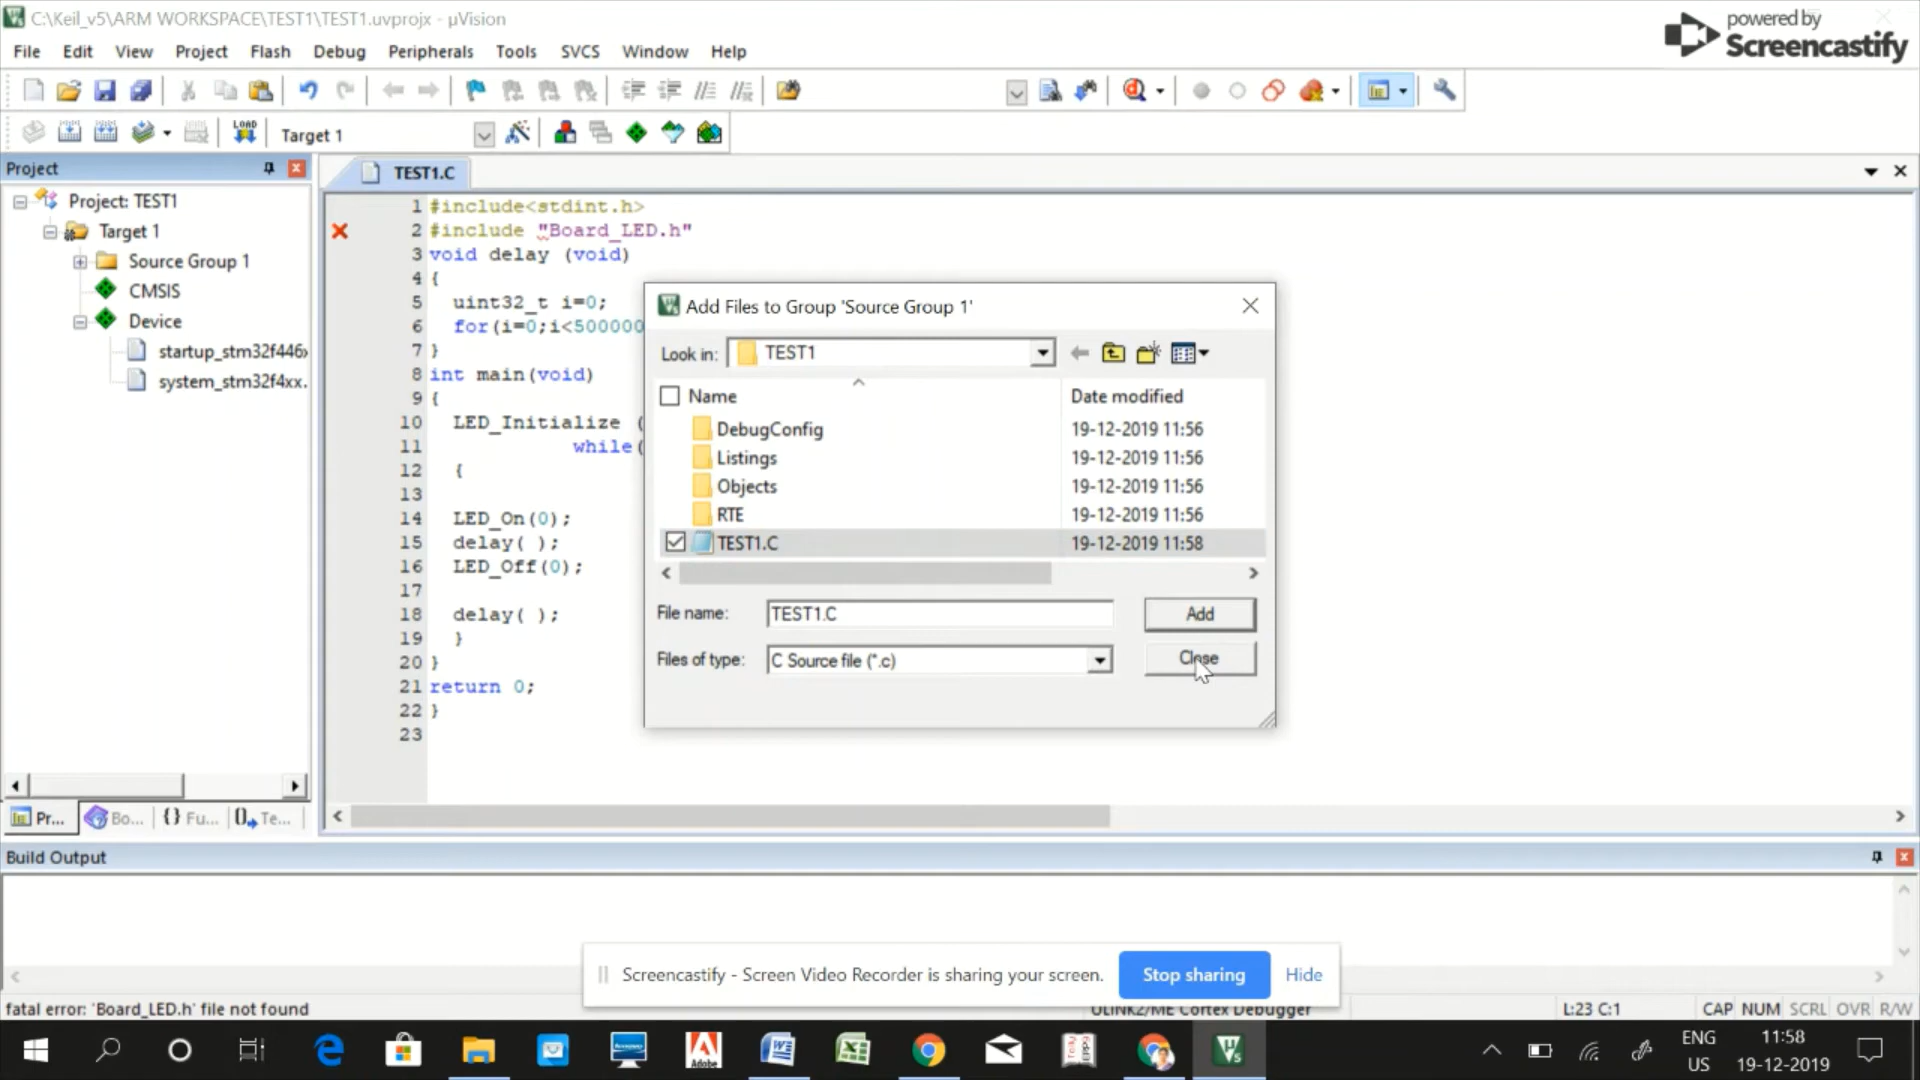 C:\Keil_v5\ARM WORKSPACE\TEST1\TEST1.uvprojx - µVision
powered by
Screencastify
File Edit View Project Flash Debug Peripherals Tools SVCS Window Help
LOAD
Target 1
Project
TEST1.C
Project: TEST1
Target 1
Source Group 1
CMSIS
Device
startup_stm32f446x
system_stm32f4xx.
1 #include<stdint.h>
2 #include "Board_LED.h"
3 void delay (void)
4 {
5 uint32_t i=0;
6 for(i=0;i<500000
7 }
8 int main(void)
9 {
10 LED_Initialize (
11 while(
12 {
13
14 LED_On(0);
15 delay( );
16 LED_Off(0);
17
18 delay( );
19 }
20 }
21 return 0;
22 }
23
Add Files to Group 'Source Group 1'
Look in: TEST1
Name Date modified
DebugConfig 19-12-2019 11:56
Listings 19-12-2019 11:56
Objects 19-12-2019 11:56
RTE 19-12-2019 11:56
TEST1.C 19-12-2019 11:58
File name: TEST1.C Add
Files of type: C Source file (*.c) Close
Pr... Bo... {} Fu... Te...
Build Output
Screencastify - Screen Video Recorder is sharing your screen. Stop sharing Hide
fatal error: 'Board_LED.h' file not found ULINK2/ME Cortex Debugger L:23 C:1 CAP NUM SCRL OVR R/W
Adobe
ENG 11:58
US 19-12-2019